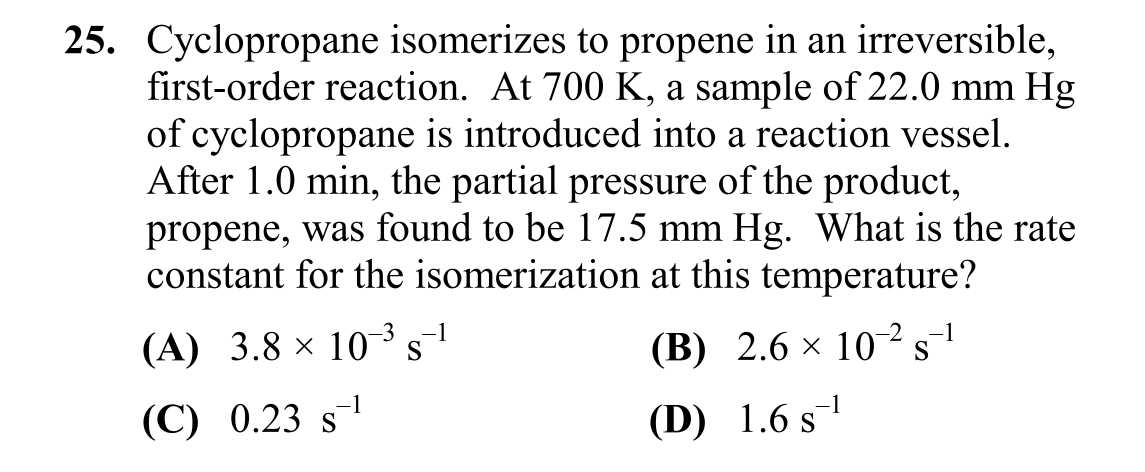 25. Cyclopropane isomerizes to propene in an irreversible,
first-order reaction. At 700 K, a sample of 22.0 mm Hg
of cyclopropane is introduced into a reaction vessel.
After 1.0 min, the partial pressure of the product,
propene, was found to be 17.5 mm Hg. What is the rate
constant for the isomerization at this temperature?
(A) 3.8 × 10⁻³ s⁻¹ (B) 2.6 × 10⁻² s⁻¹
(C) 0.23 s⁻¹ (D) 1.6 s⁻¹